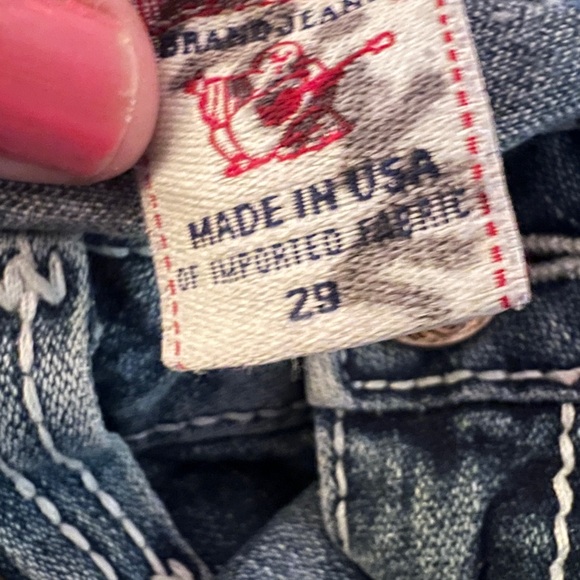 BRAND JEANS
MADE IN USA
OF IMPORTED FABRIC
29